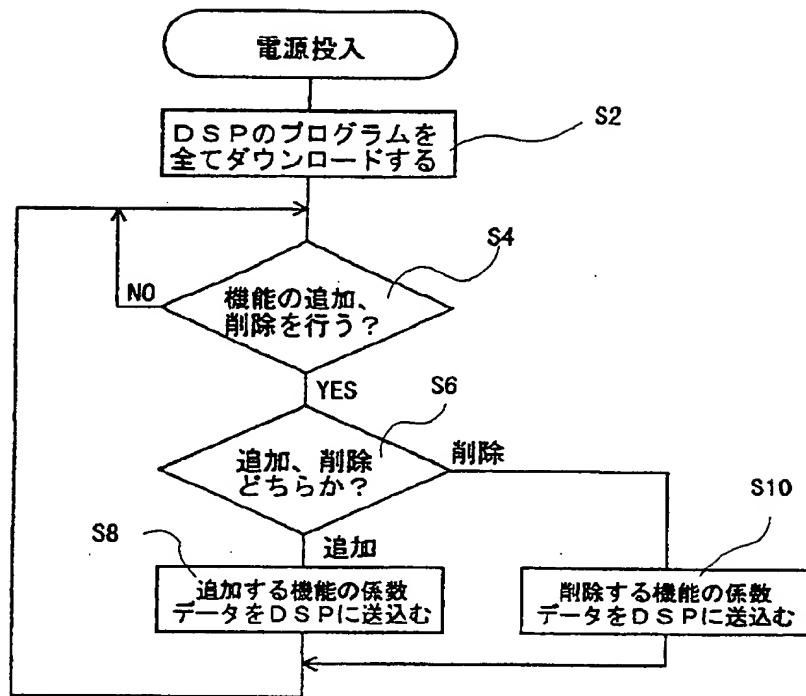 電源投入
DSPのプログラムを
全てダウンロードする
S2
S4
NO
機能の追加、
削除を行う?
YES
S6
追加、削除
どちらか?
削除
S8
追加
S10
追加する機能の係数
データをDSPに送込む
削除する機能の係数
データをDSPに送込む